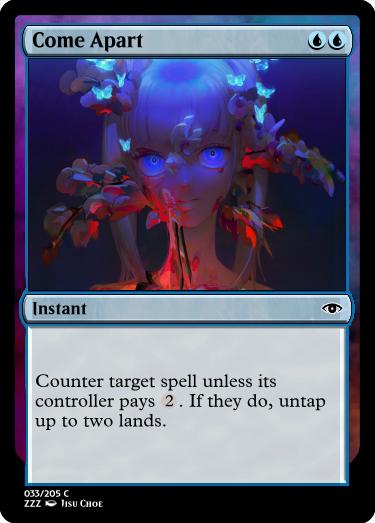 Come Apart
Instant
Counter target spell unless its
controller pays 2 . If they do, untap
up to two lands.
033/205 C
ZZZ Jisu Choe